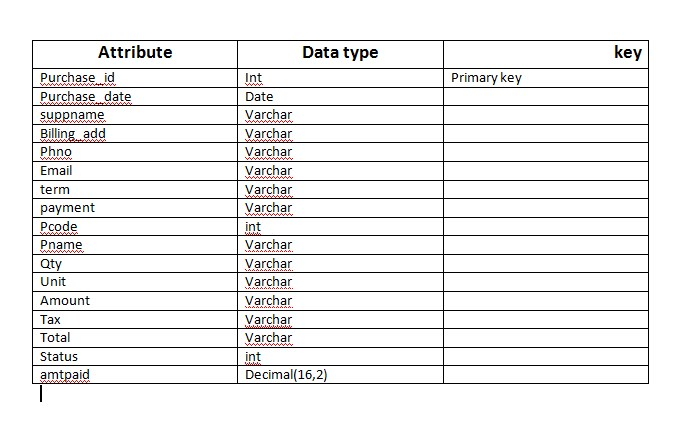 Attribute Data type key
Purchase_id Int Primary key
Purchase_date Date
suppname Varchar
Billing_add Varchar
Phno Varchar
Email Varchar
term Varchar
payment Varchar
Pcode int
Pname Varchar
Qty Varchar
Unit Varchar
Amount Varchar
Tax Varchar
Total Varchar
Status int
amtpaid Decimal(16,2)